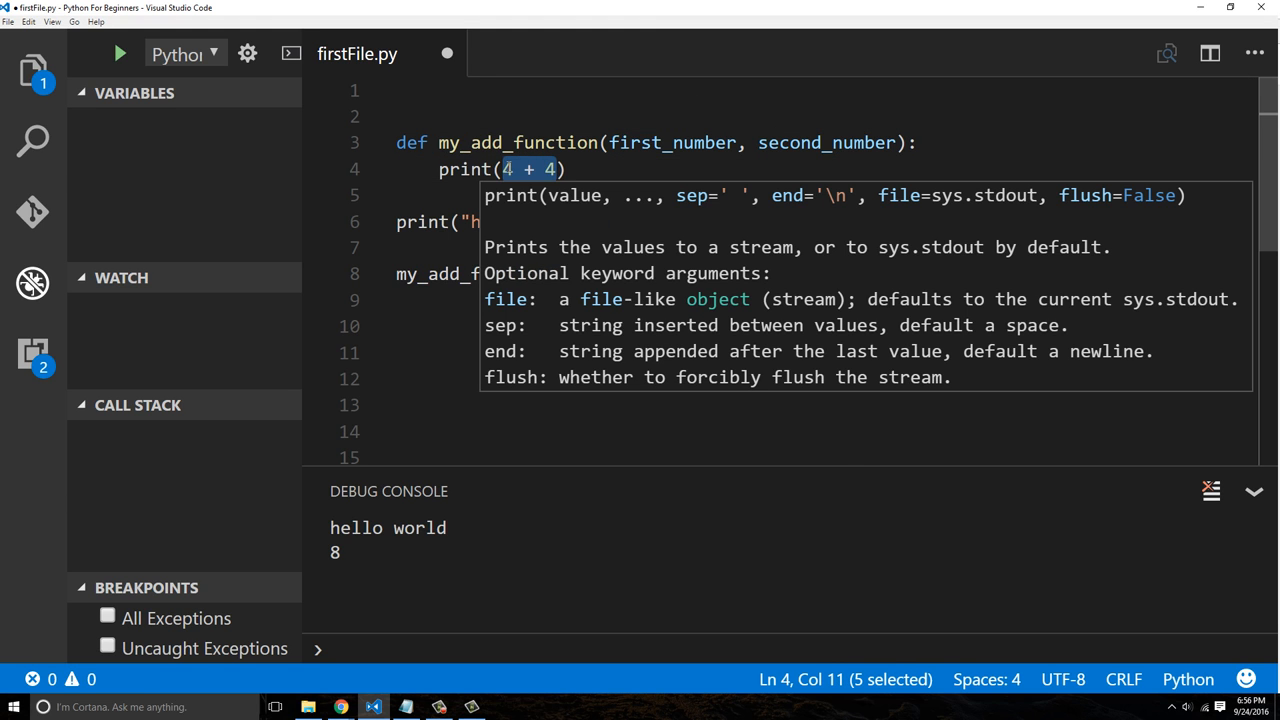 • firstFile.py - Python For Beginners - Visual Studio Code
File Edit View Go Help
1
Python
firstFile.py
VARIABLES
WATCH
2
CALL STACK
BREAKPOINTS
All Exceptions
Uncaught Exceptions
1
2
3 def my_add_function(first_number, second_number):
4 print(4 + 4)
5
6 print("h
7
8 my_add_f
9
10
11
12
13
14
15
print(value, ..., sep=' ', end='\n', file=sys.stdout, flush=False)
Prints the values to a stream, or to sys.stdout by default.
Optional keyword arguments:
file: a file-like object (stream); defaults to the current sys.stdout.
sep: string inserted between values, default a space.
end: string appended after the last value, default a newline.
flush: whether to forcibly flush the stream.
DEBUG CONSOLE
hello world
8
0 0 Ln 4, Col 11 (5 selected) Spaces: 4 UTF-8 CRLF Python
I'm Cortana. Ask me anything.
6:56 PM
9/24/2016